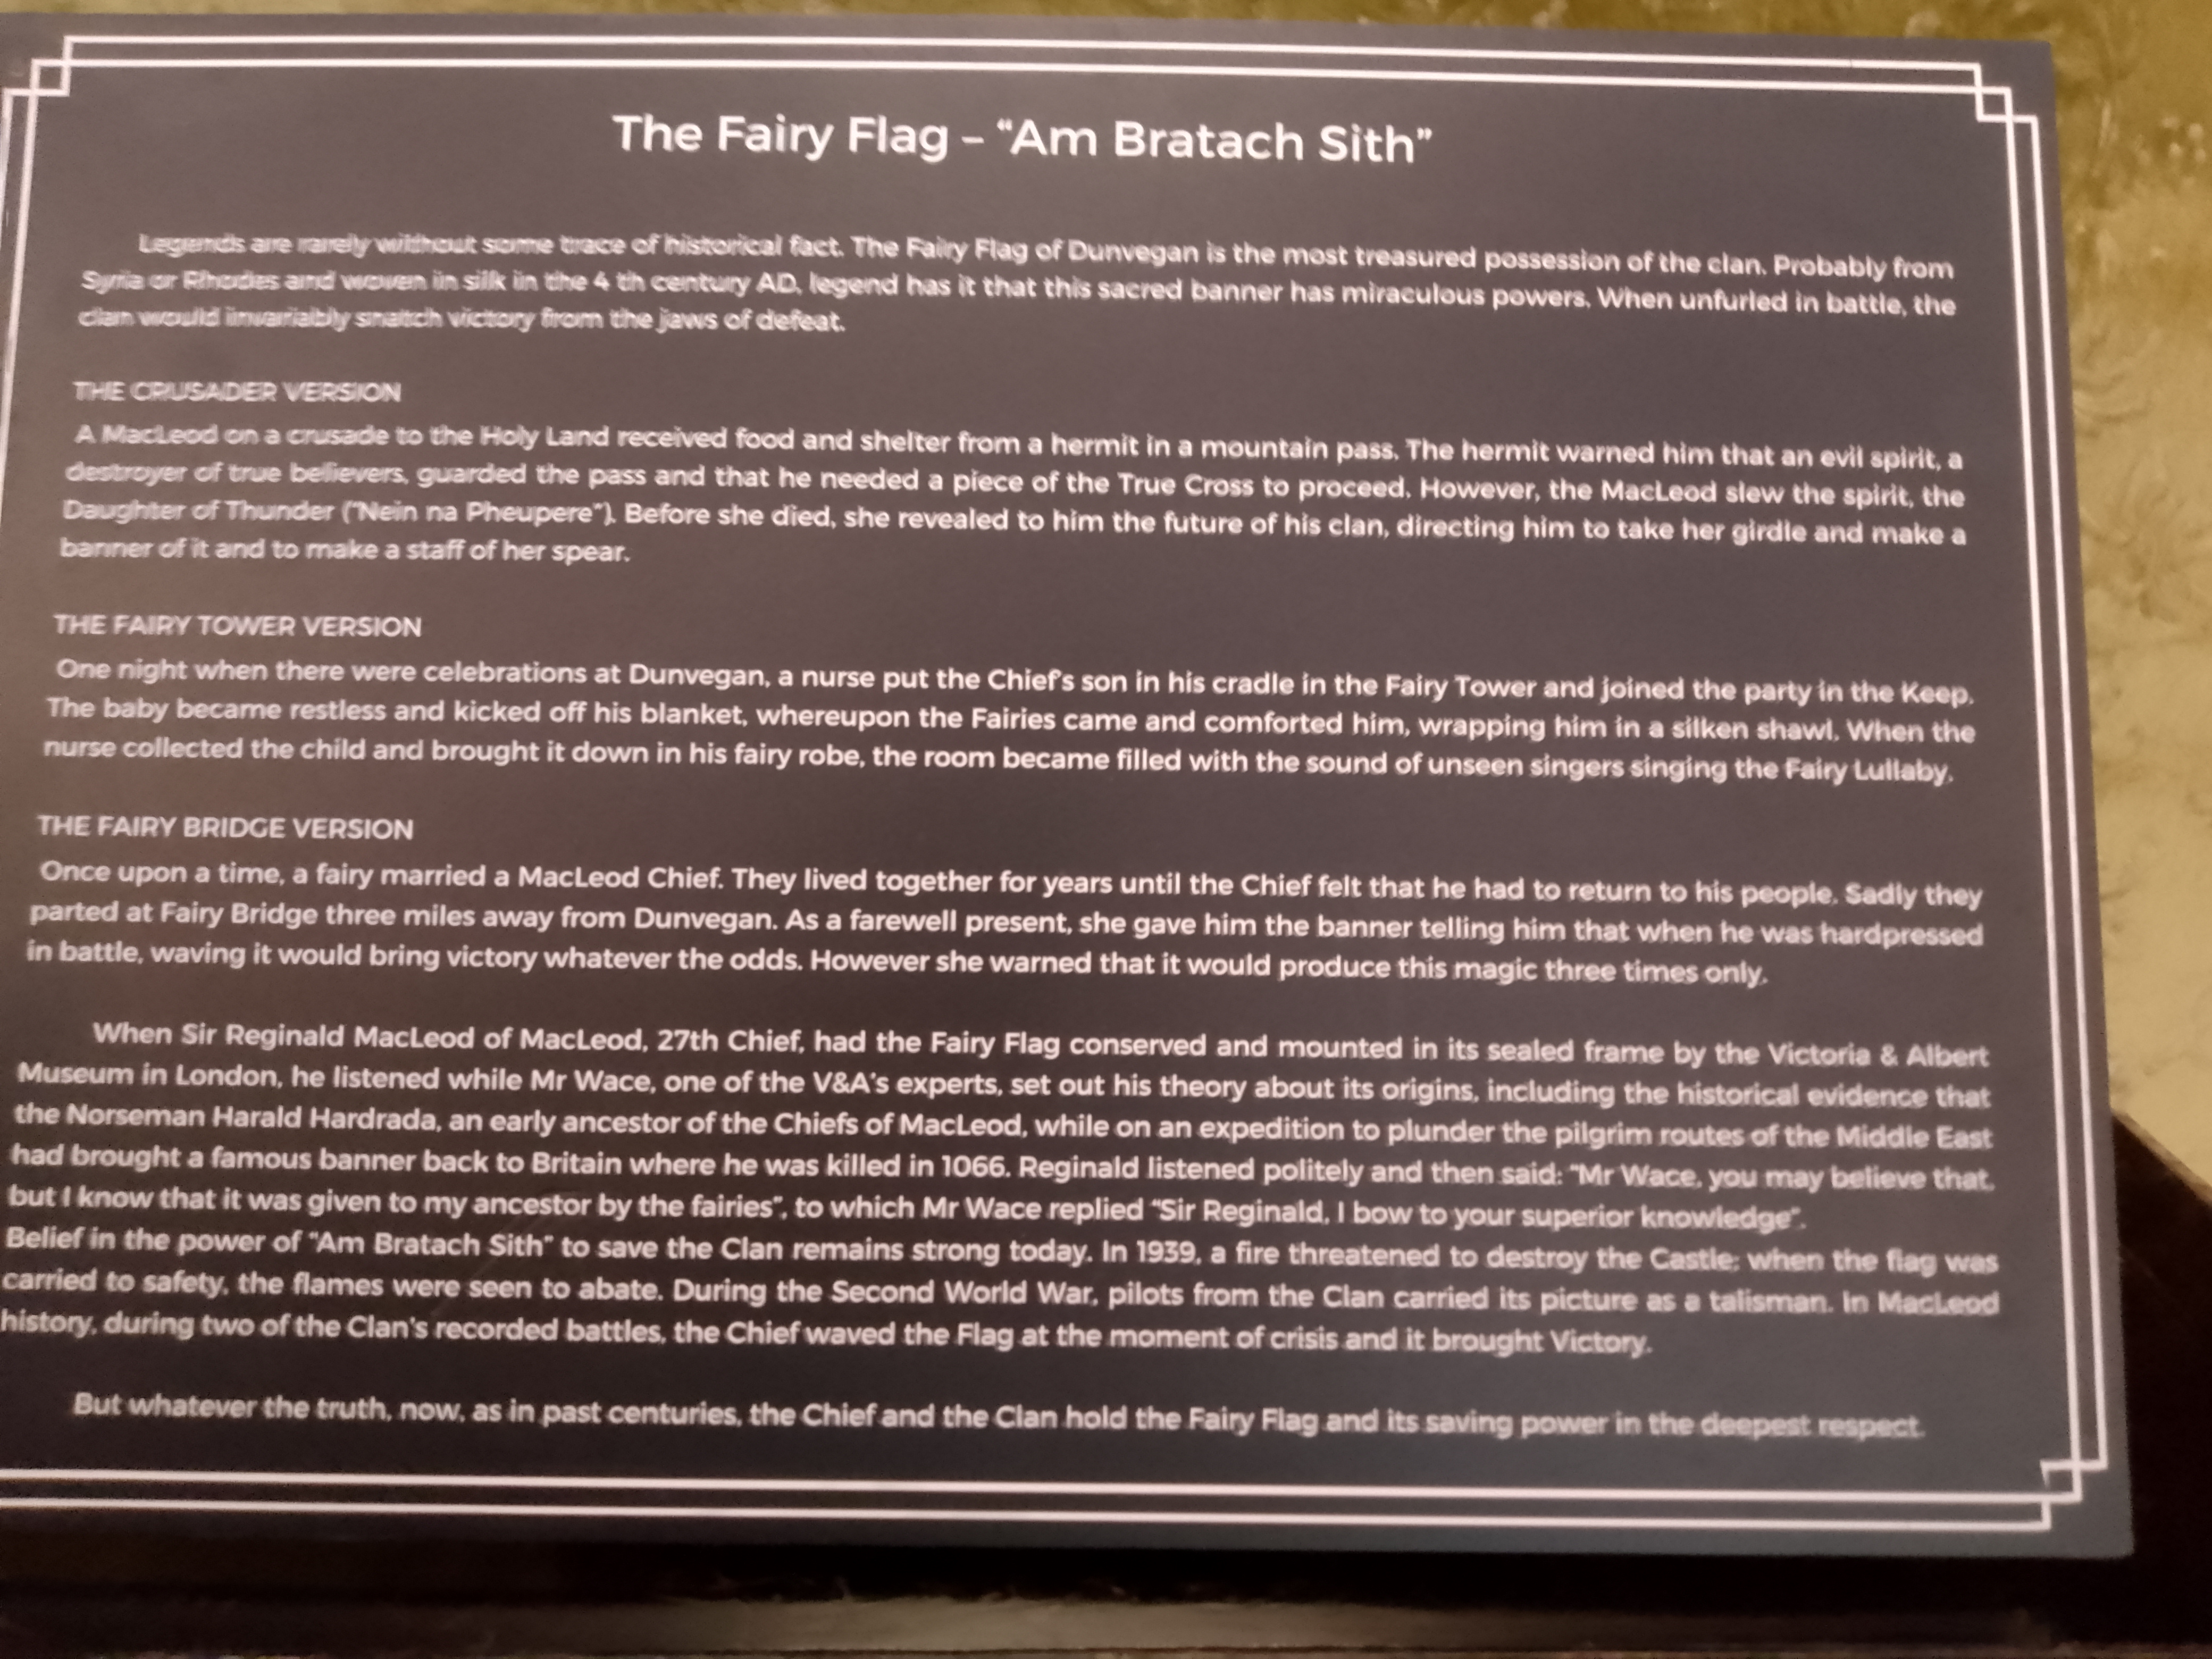 The Fairy Flag – “Am Bratach Sith”
Legends are rarely without some trace of historical fact. The Fairy Flag of Dunvegan is the most treasured possession of the clan. Probably from
Syria or Rhodes and woven in silk in the 4 th century AD, legend has it that this sacred banner has miraculous powers. When unfurled in battle, the
clan would invariably snatch victory from the jaws of defeat.
THE CRUSADER VERSION
A MacLeod on a crusade to the Holy Land received food and shelter from a hermit in a mountain pass. The hermit warned him that an evil spirit, a
destroyer of true believers, guarded the pass and that he needed a piece of the True Cross to proceed. However, the MacLeod slew the spirit, the
Daughter of Thunder (“Nein na Pheupere”). Before she died, she revealed to him the future of his clan, directing him to take her girdle and make a
banner of it and to make a staff of her spear.
THE FAIRY TOWER VERSION
One night when there were celebrations at Dunvegan, a nurse put the Chief's son in his cradle in the Fairy Tower and joined the party in the Keep.
The baby became restless and kicked off his blanket, whereupon the Fairies came and comforted him, wrapping him in a silken shawl. When the
nurse collected the child and brought it down in his fairy robe, the room became filled with the sound of unseen singers singing the Fairy Lullaby.
THE FAIRY BRIDGE VERSION
Once upon a time, a fairy married a MacLeod Chief. They lived together for years until the Chief felt that he had to return to his people. Sadly they
parted at Fairy Bridge three miles away from Dunvegan. As a farewell present, she gave him the banner telling him that when he was hardpressed
in battle, waving it would bring victory whatever the odds. However she warned that it would produce this magic three times only.
When Sir Reginald MacLeod of MacLeod, 27th Chief, had the Fairy Flag conserved and mounted in its sealed frame by the Victoria & Albert
Museum in London, he listened while Mr Wace, one of the V&A's experts, set out his theory about its origins, including the historical evidence that
the Norseman Harald Hardrada, an early ancestor of the Chiefs of MacLeod, while on an expedition to plunder the pilgrim routes of the Middle East
had brought a famous banner back to Britain where he was killed in 1066. Reginald listened politely and then said: “Mr Wace, you may believe that,
but I know that it was given to my ancestor by the fairies”, to which Mr Wace replied “Sir Reginald, I bow to your superior knowledge”.
Belief in the power of “Am Bratach Sith” to save the Clan remains strong today. In 1939, a fire threatened to destroy the Castle; when the flag was
carried to safety, the flames were seen to abate. During the Second World War, pilots from the Clan carried its picture as a talisman. In MacLeod
history, during two of the Clan's recorded battles, the Chief waved the Flag at the moment of crisis and it brought Victory.
But whatever the truth, now, as in past centuries, the Chief and the Clan hold the Fairy Flag and its saving power in the deepest respect.